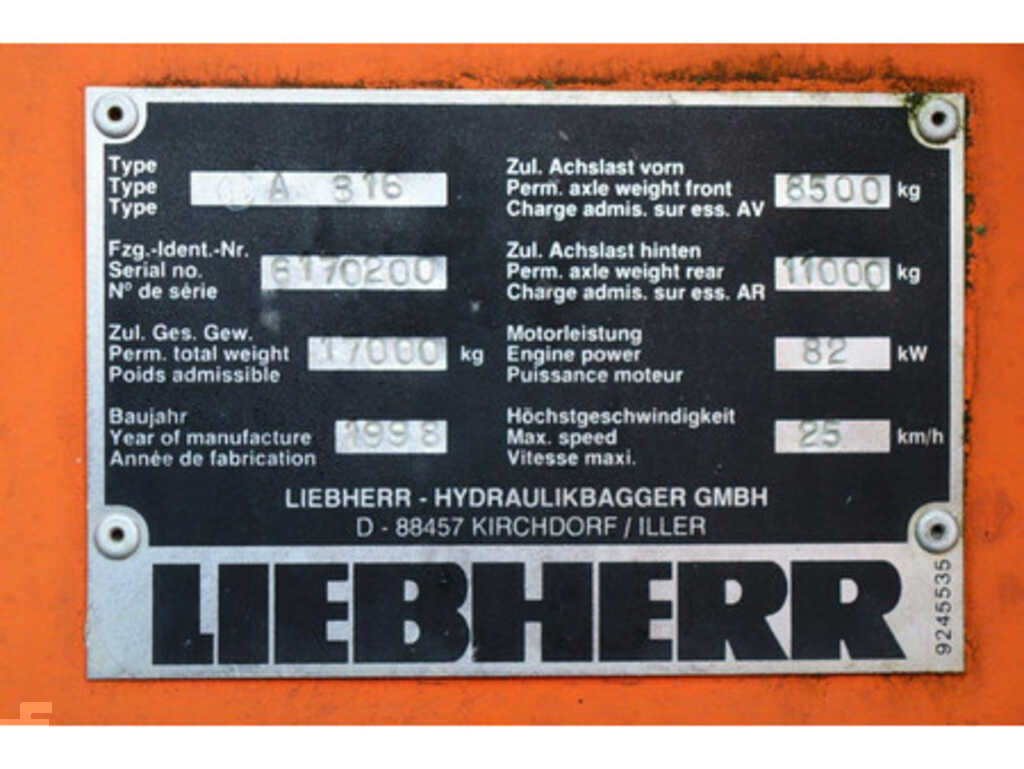 Type
Type
Type
A 316
Zul. Achslast vorn
Perm. axle weight front
Charge admis. sur ess. AV
8500 kg
Fzg.-Ident.-Nr.
Serial no.
N° de série
6170200
Zul. Achslast hinten
Perm. axle weight rear
Charge admis. sur ess. AR
11000 kg
Zul. Ges. Gew.
Perm. total weight
Poids admissible
17000 kg
Motorleistung
Engine power
Puissance moteur
82 kW
Baujahr
Year of manufacture
Année de fabrication
1998
Höchstgeschwindigkeit
Max. speed
Vitesse maxi.
25 km/h
LIEBHERR - HYDRAULIKBAGGER GMBH
D - 88457 KIRCHDORF / ILLER
LIEBHERR
9245535